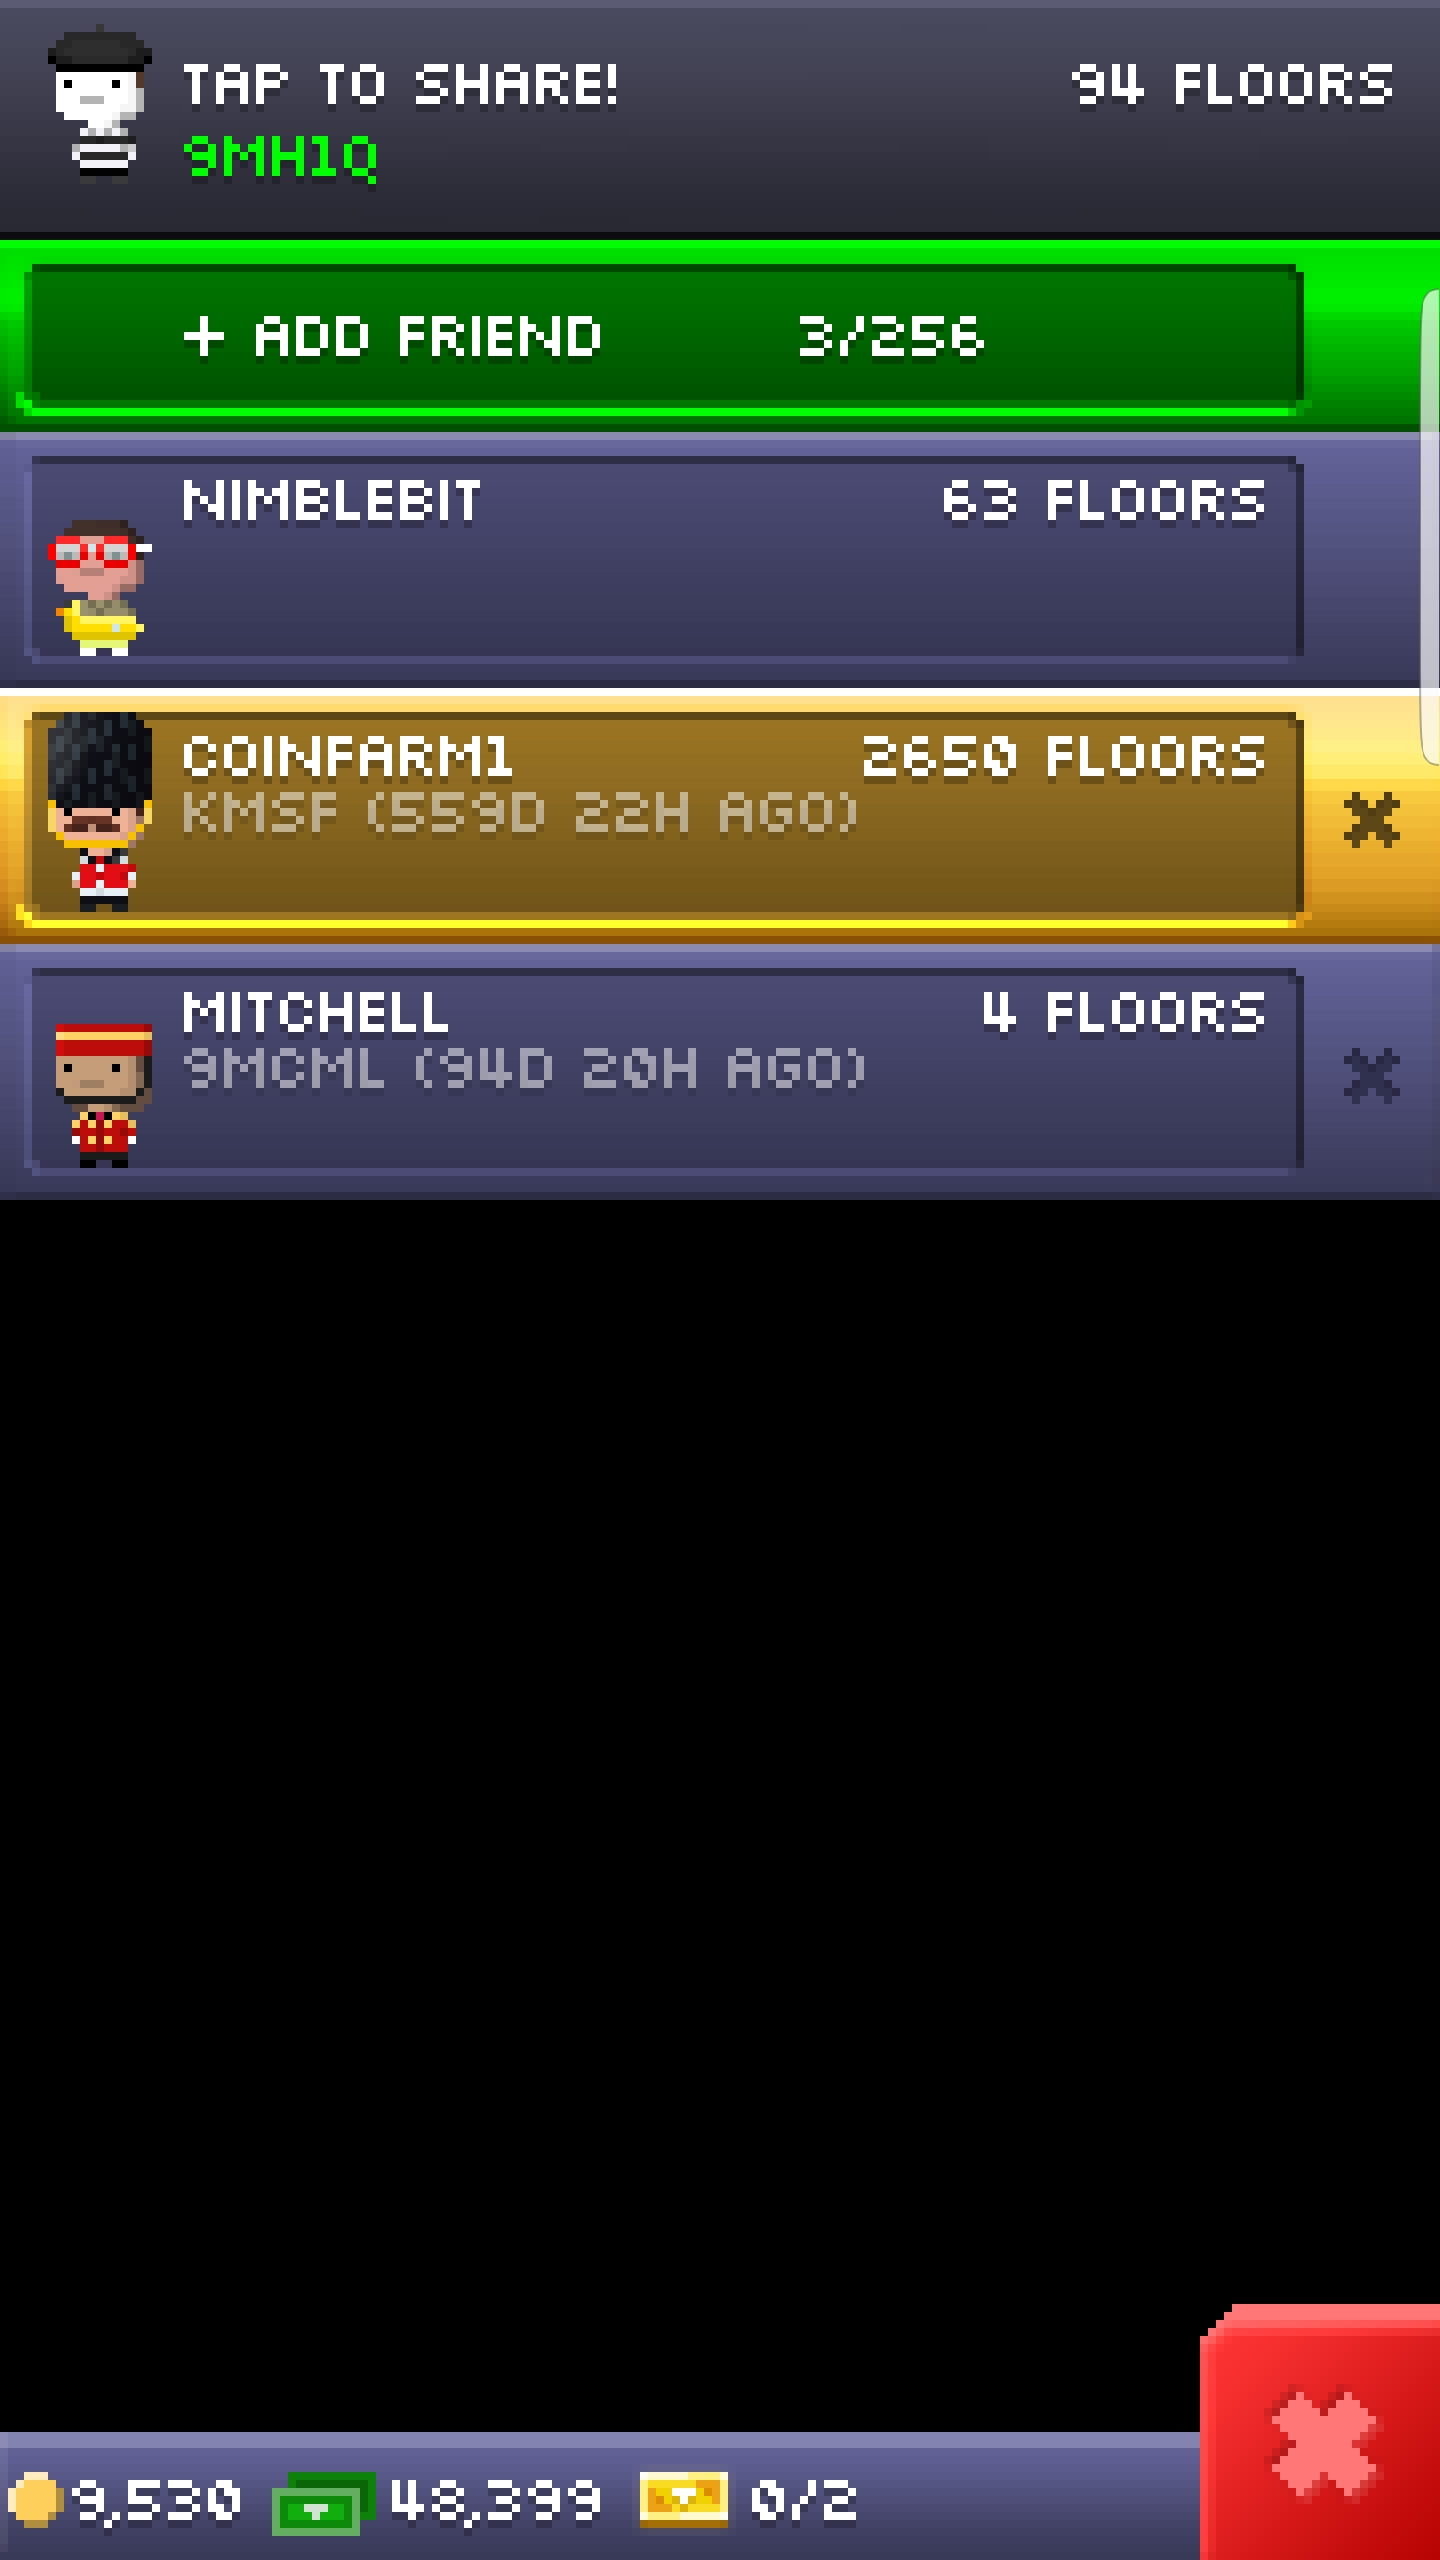 TAP TO SHARE! 94 FLOORS
9MH1Q
+ ADD FRIEND 3/256
NIMBLEBIT 63 FLOORS
COINFARM1 2650 FLOORS
KMSF (559D 22H AGO)
MITCHELL 4 FLOORS
9MCML (94D 20H AGO)
9,530 48,399 0/2